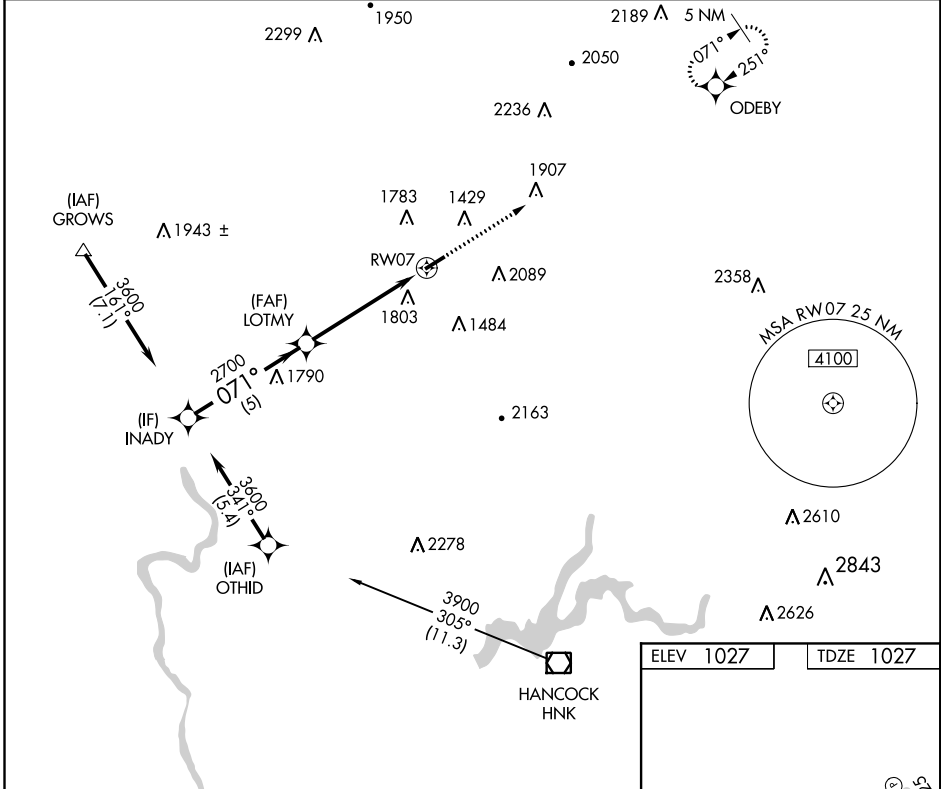 1950
2299
2189
5 NM
071°
251°
ODEBY
2050
2236
(IAF)
GROWS
1943 ±
1783
1429
1907
RW07
2089
2358
3600
161°
(7.1)
(FAF)
LOTMY
1803
1484
MSA RW07 25 NM
4100
2700
071°
(5)
1790
(IF)
INADY
2163
3600
341°
(5.4)
(IAF)
OTHID
2278
2610
2843
2626
3900
305°
(11.3)
HANCOCK
HNK
ELEV 1027
TDZE 1027
P